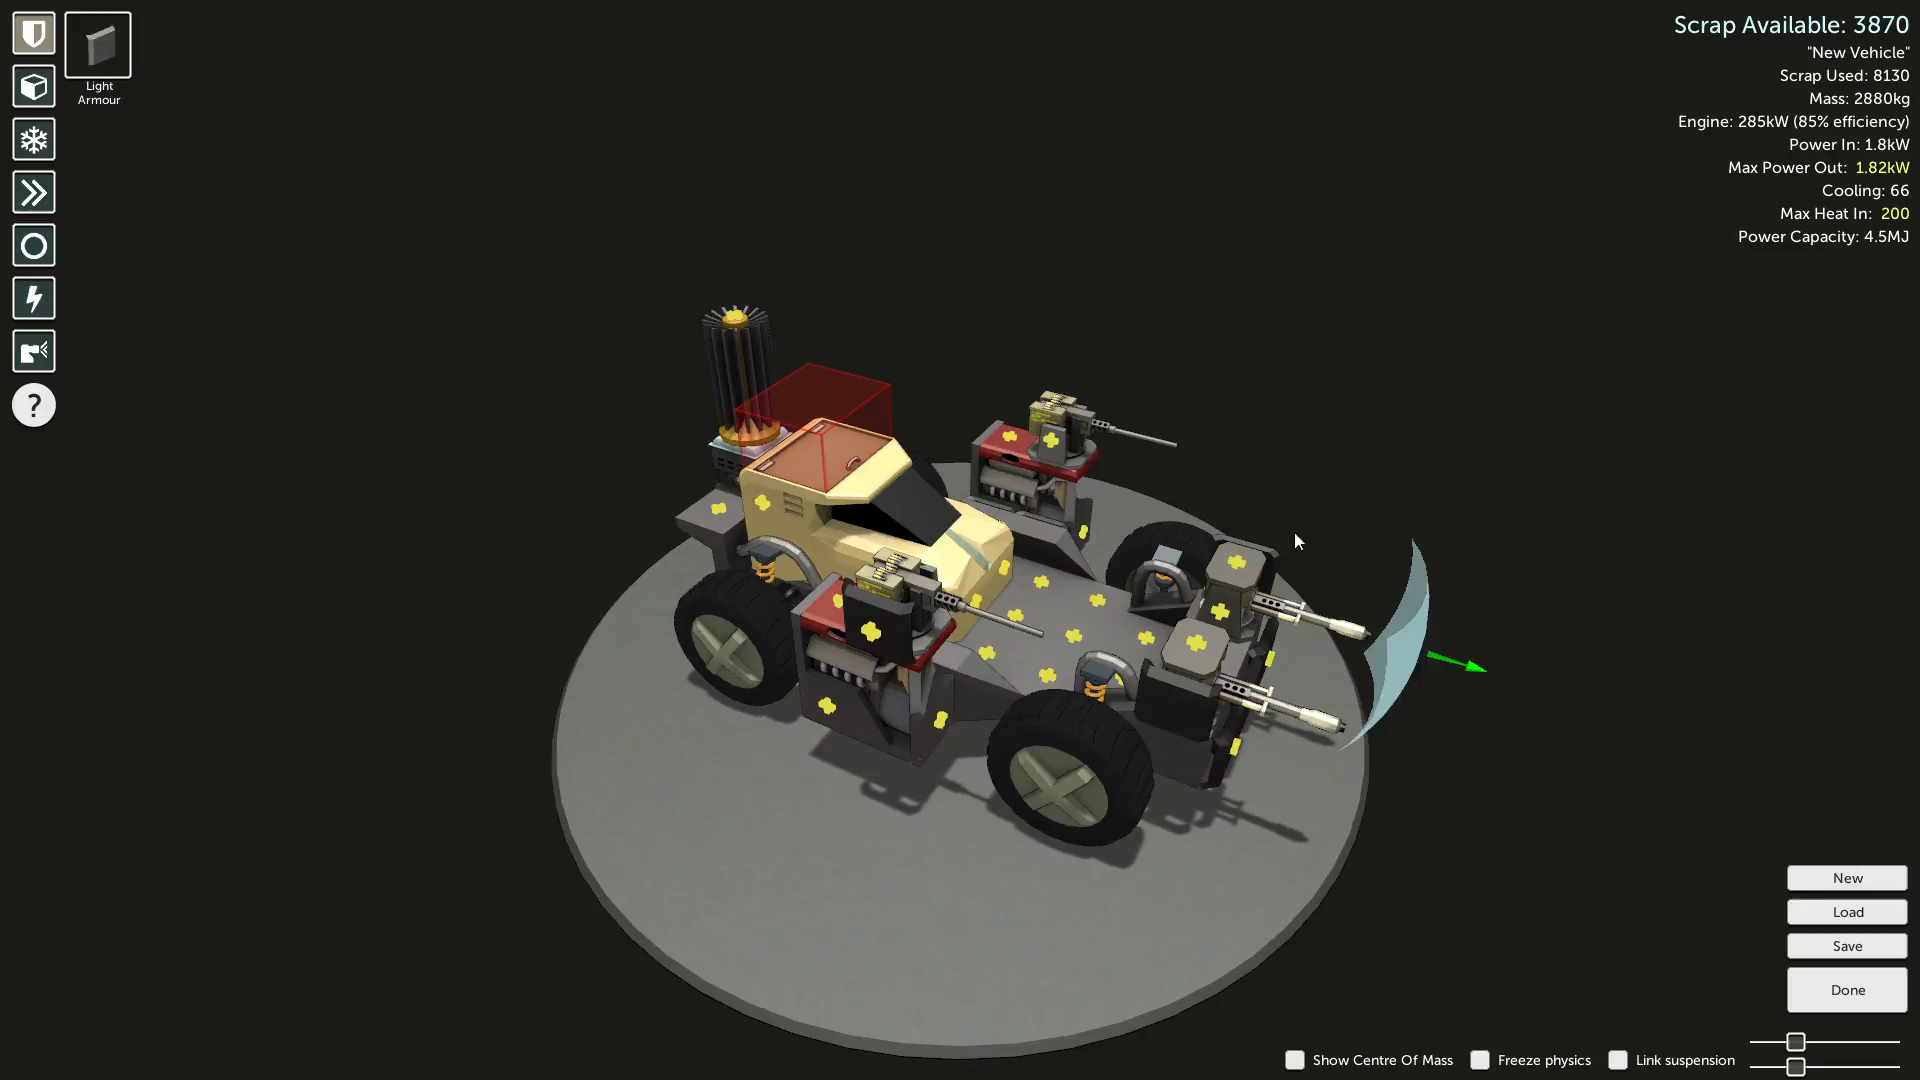 Light
Armour
?
Scrap Available: 3870
"New Vehicle"
Scrap Used: 8130
Mass: 2880kg
Engine: 285kW (85% efficiency)
Power In: 1.8kW
Max Power Out: 1.82kW
Cooling: 66
Max Heat In: 200
Power Capacity: 4.5MJ
New
Load
Save
Done
Show Centre Of Mass
Freeze physics
Link suspension